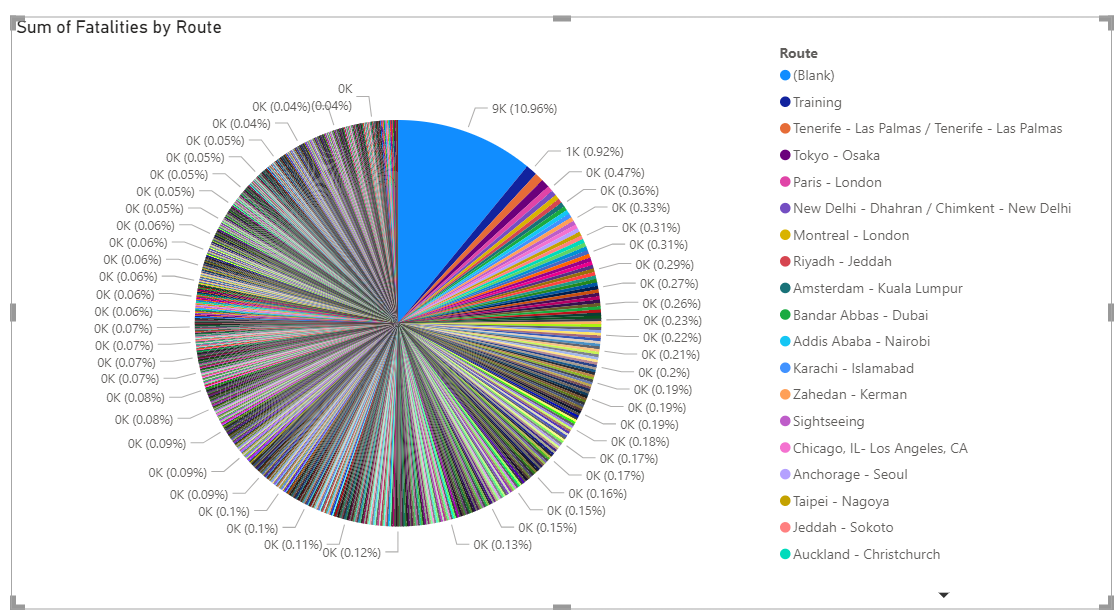 Sum of Fatalities by Route
0K
0K (0.04%)
(0.04%)
0K (0.04%)
0K (0.05%)
0K (0.05%)
0K (0.05%)
0K (0.05%)
0K (0.05%)
0K (0.06%)
0K (0.06%)
0K (0.06%)
0K (0.06%)
0K (0.06%)
0K (0.06%)
0K (0.07%)
0K (0.07%)
0K (0.07%)
0K (0.07%)
0K (0.08%)
0K (0.08%)
0K (0.09%)
0K (0.09%)
0K (0.09%)
0K (0.1%)
0K (0.1%)
0K (0.11%)
0K (0.12%)
9K (10.96%)
1K (0.92%)
0K (0.47%)
0K (0.36%)
0K (0.33%)
0K (0.31%)
0K (0.31%)
0K (0.29%)
0K (0.27%)
0K (0.26%)
0K (0.23%)
0K (0.22%)
0K (0.21%)
0K (0.2%)
0K (0.19%)
0K (0.19%)
0K (0.19%)
0K (0.18%)
0K (0.17%)
0K (0.17%)
0K (0.16%)
0K (0.15%)
0K (0.15%)
0K (0.13%)
Route
(Blank)
Training
Tenerife - Las Palmas / Tenerife - Las Palmas
Tokyo - Osaka
Paris - London
New Delhi - Dhahran / Chimkent - New Delhi
Montreal - London
Riyadh - Jeddah
Amsterdam - Kuala Lumpur
Bandar Abbas - Dubai
Addis Ababa - Nairobi
Karachi - Islamabad
Zahedan - Kerman
Sightseeing
Chicago, IL- Los Angeles, CA
Anchorage - Seoul
Taipei - Nagoya
Jeddah - Sokoto
Auckland - Christchurch